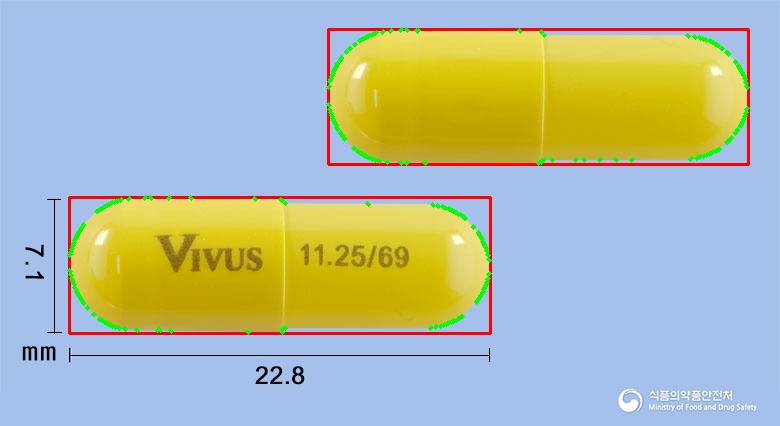 VIVUS 11.25/69
7.1
mm
22.8
식품의약품안전처
Ministry of Food and Drug Safety